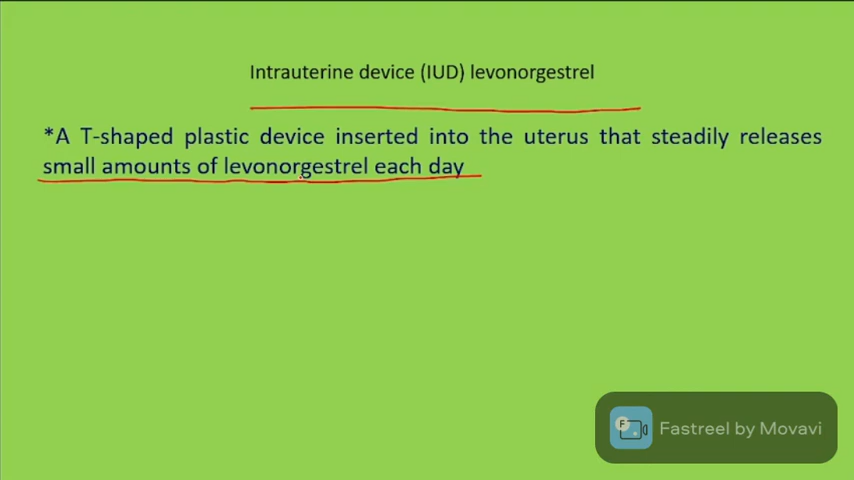 Intrauterine device (IUD) levonorgestrel
*A T-shaped plastic device inserted into the uterus that steadily releases
small amounts of levonorgestrel each day
Fastreel by Movavi